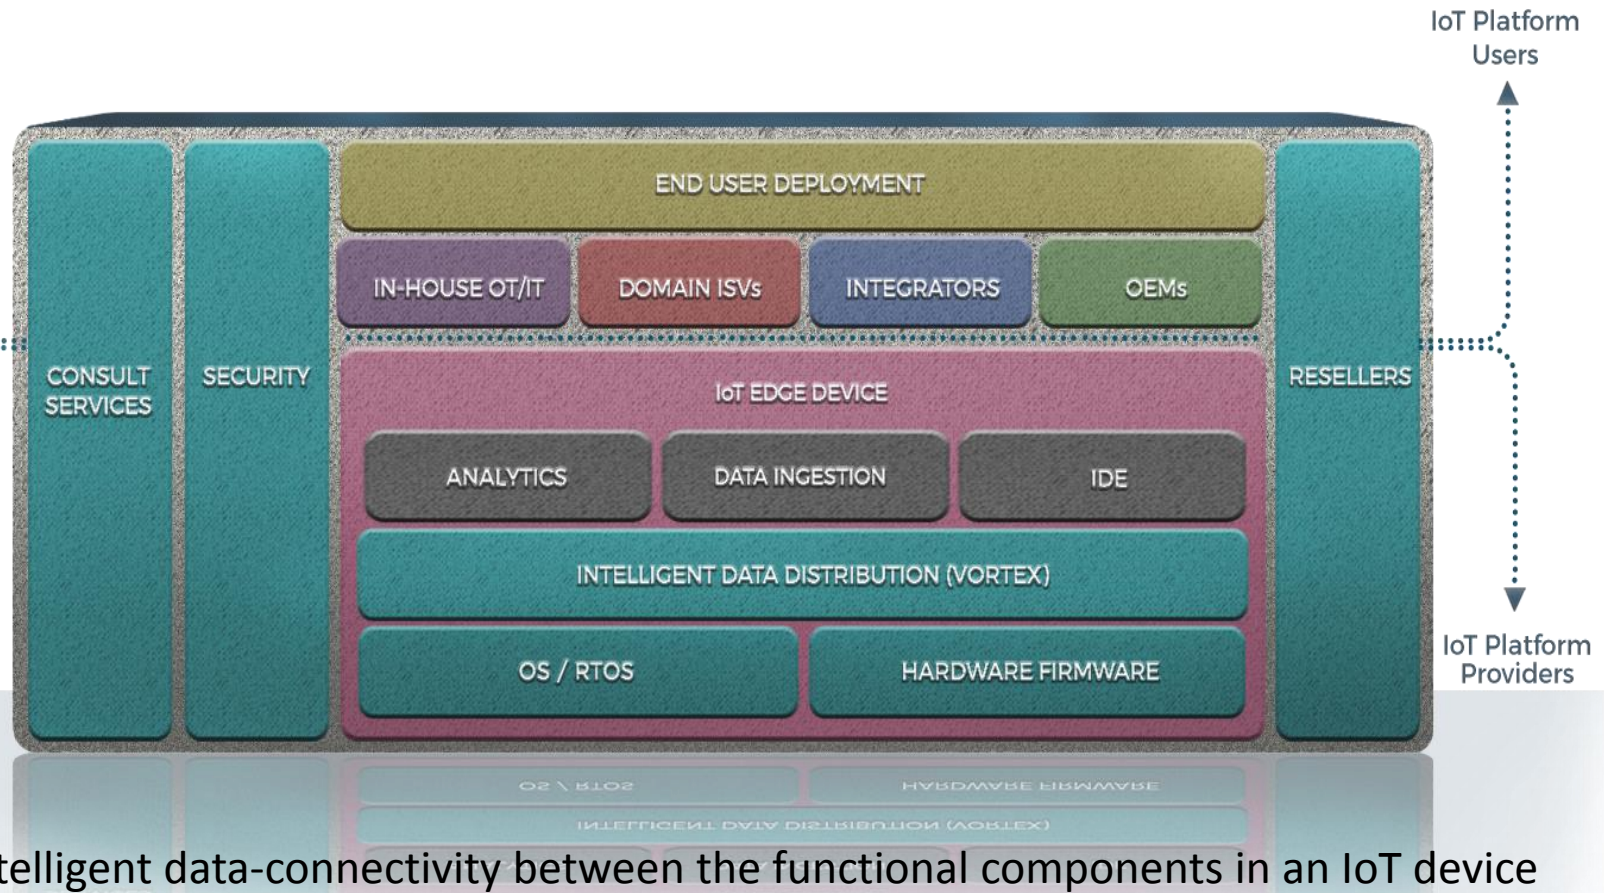 IoT Platform
Users
END USER DEPLOYMENT
IN-HOUSE OT/IT
DOMAIN ISVs
INTEGRATORS
OEMs
CONSULT
SERVICES
SECURITY
RESELLERS
IoT EDGE DEVICE
ANALYTICS
DATA INGESTION
IDE
INTELLIGENT DATA DISTRIBUTION (VORTEX)
OS / RTOS
HARDWARE FIRMWARE
IoT Platform
Providers
telligent data-connectivity between the functional components in an IoT device